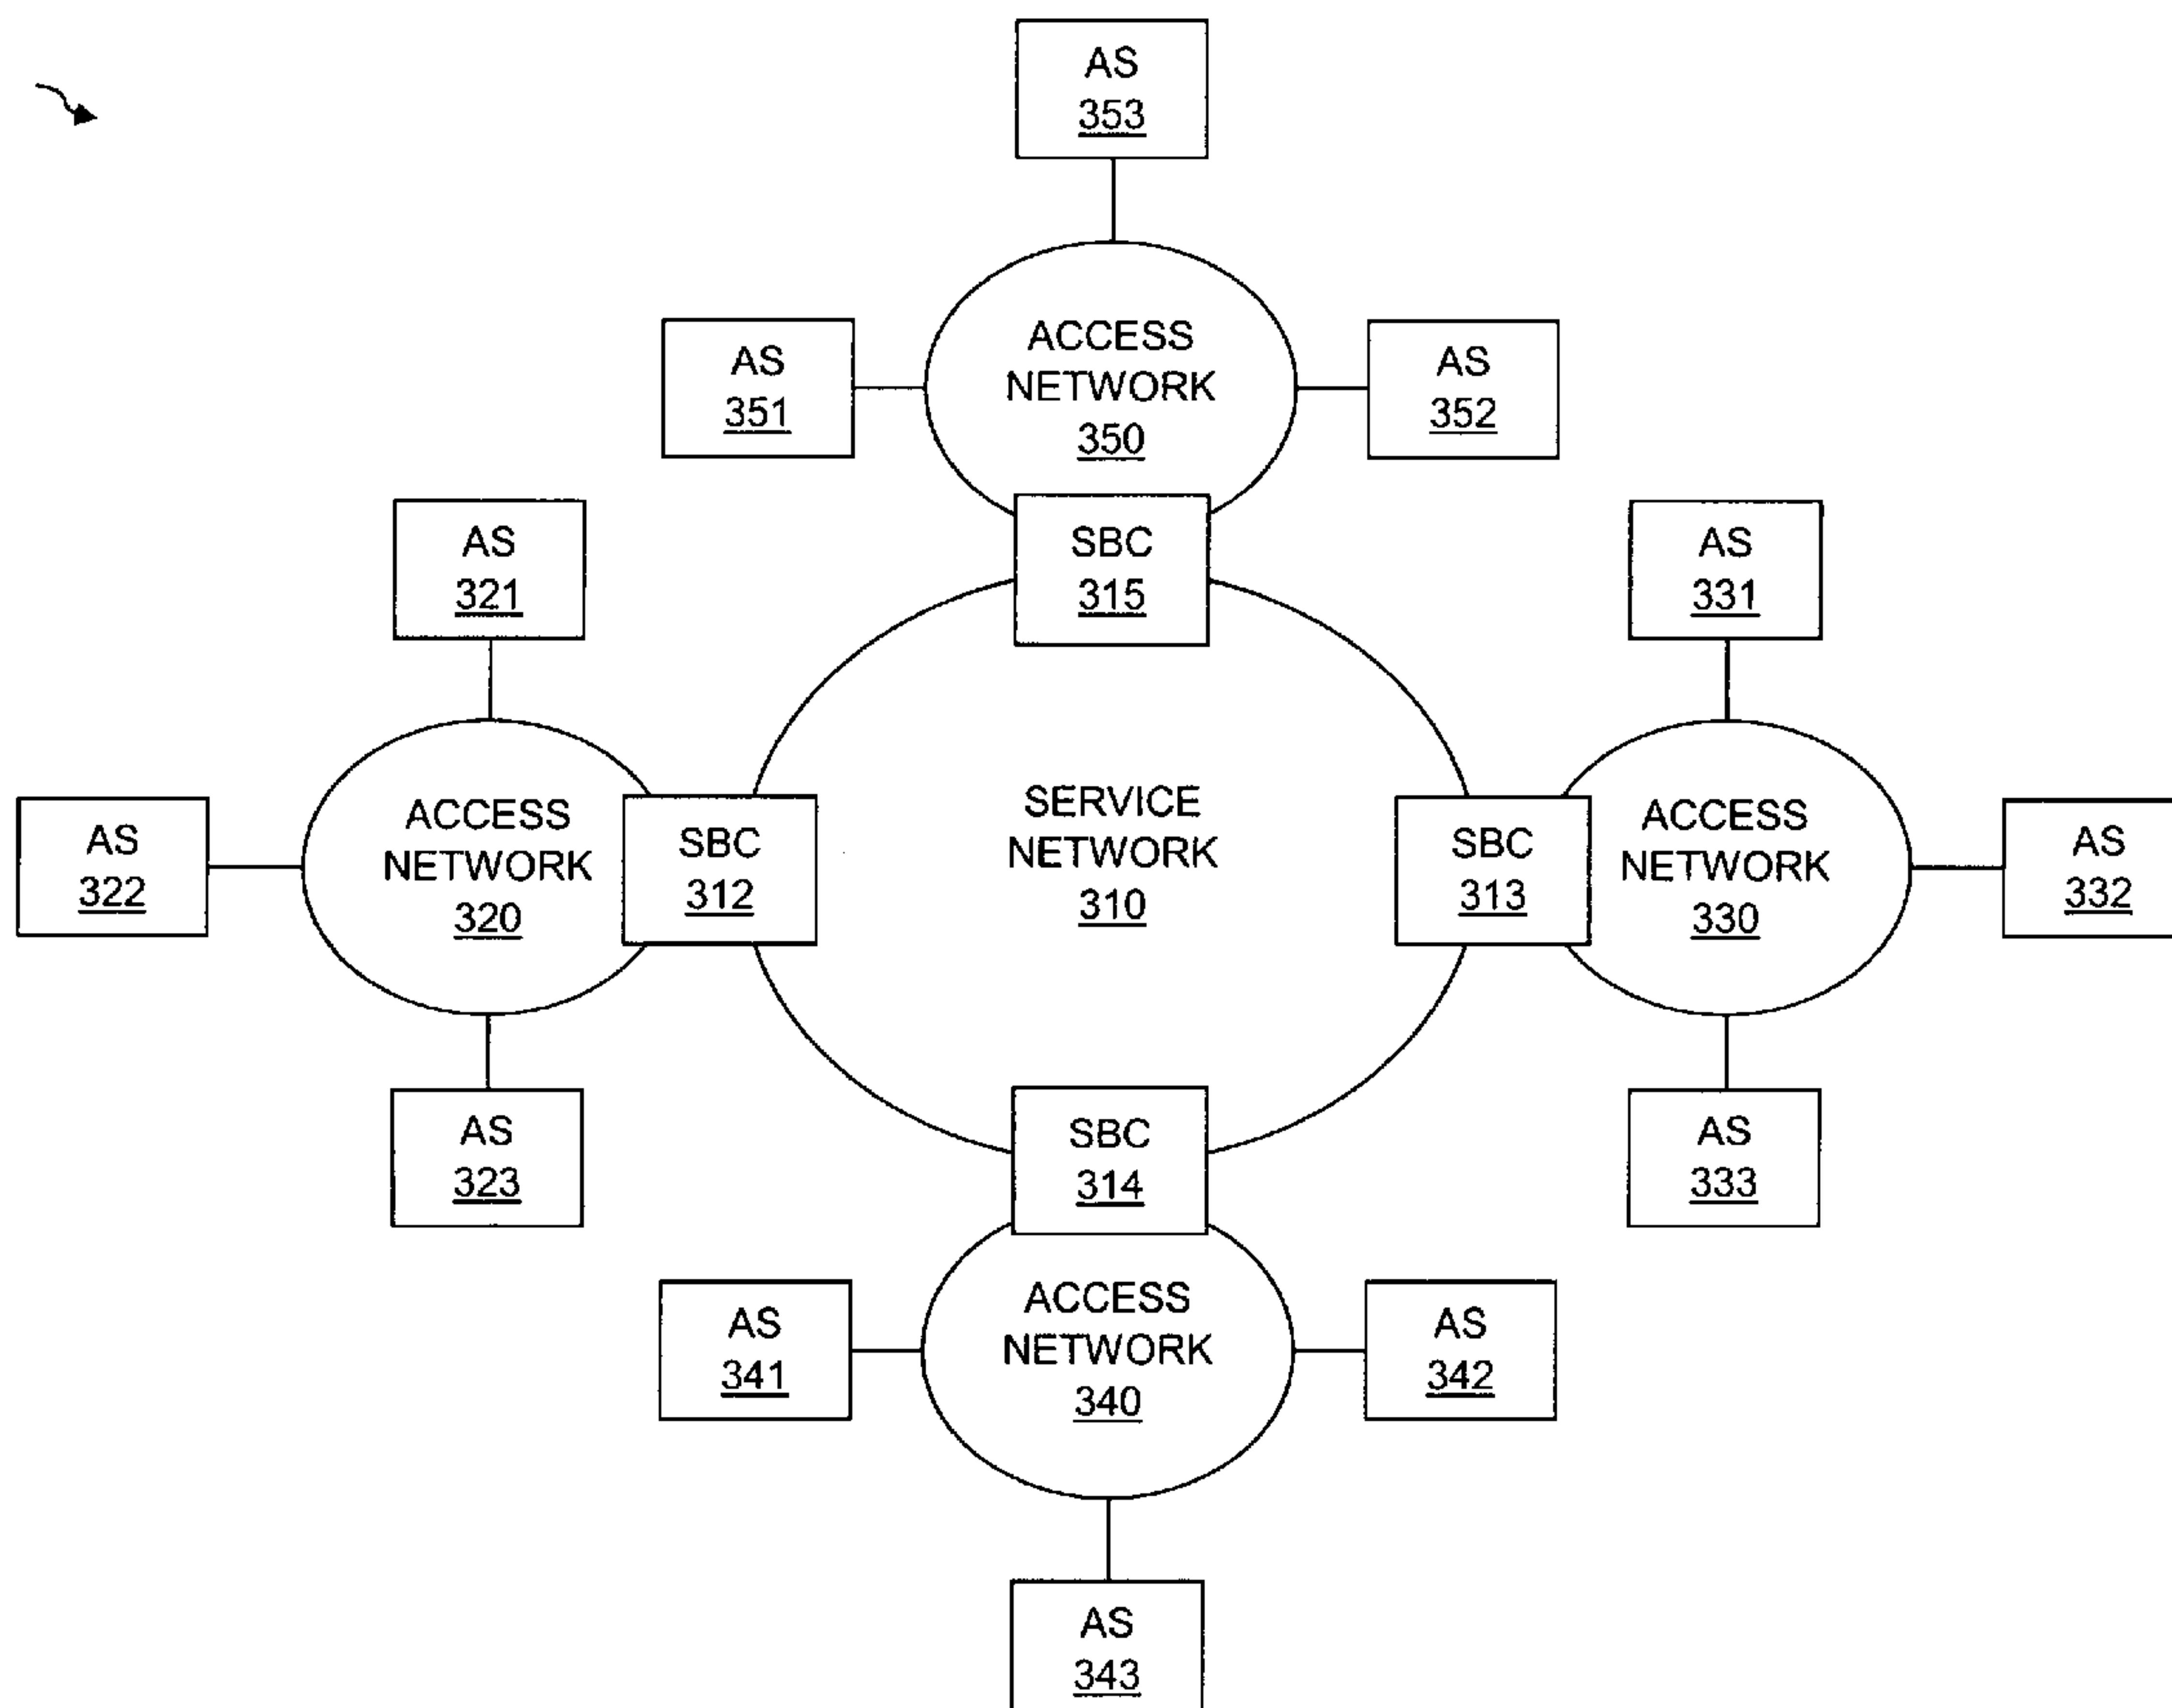 AS
353
ACCESS
NETWORK
350
AS
351
AS
352
SBC
315
AS
321
AS
331
ACCESS
NETWORK
320
AS
322
SBC
312
SERVICE
NETWORK
310
SBC
313
ACCESS
NETWORK
330
AS
332
AS
323
SBC
314
AS
333
ACCESS
NETWORK
340
AS
341
AS
342
AS
343